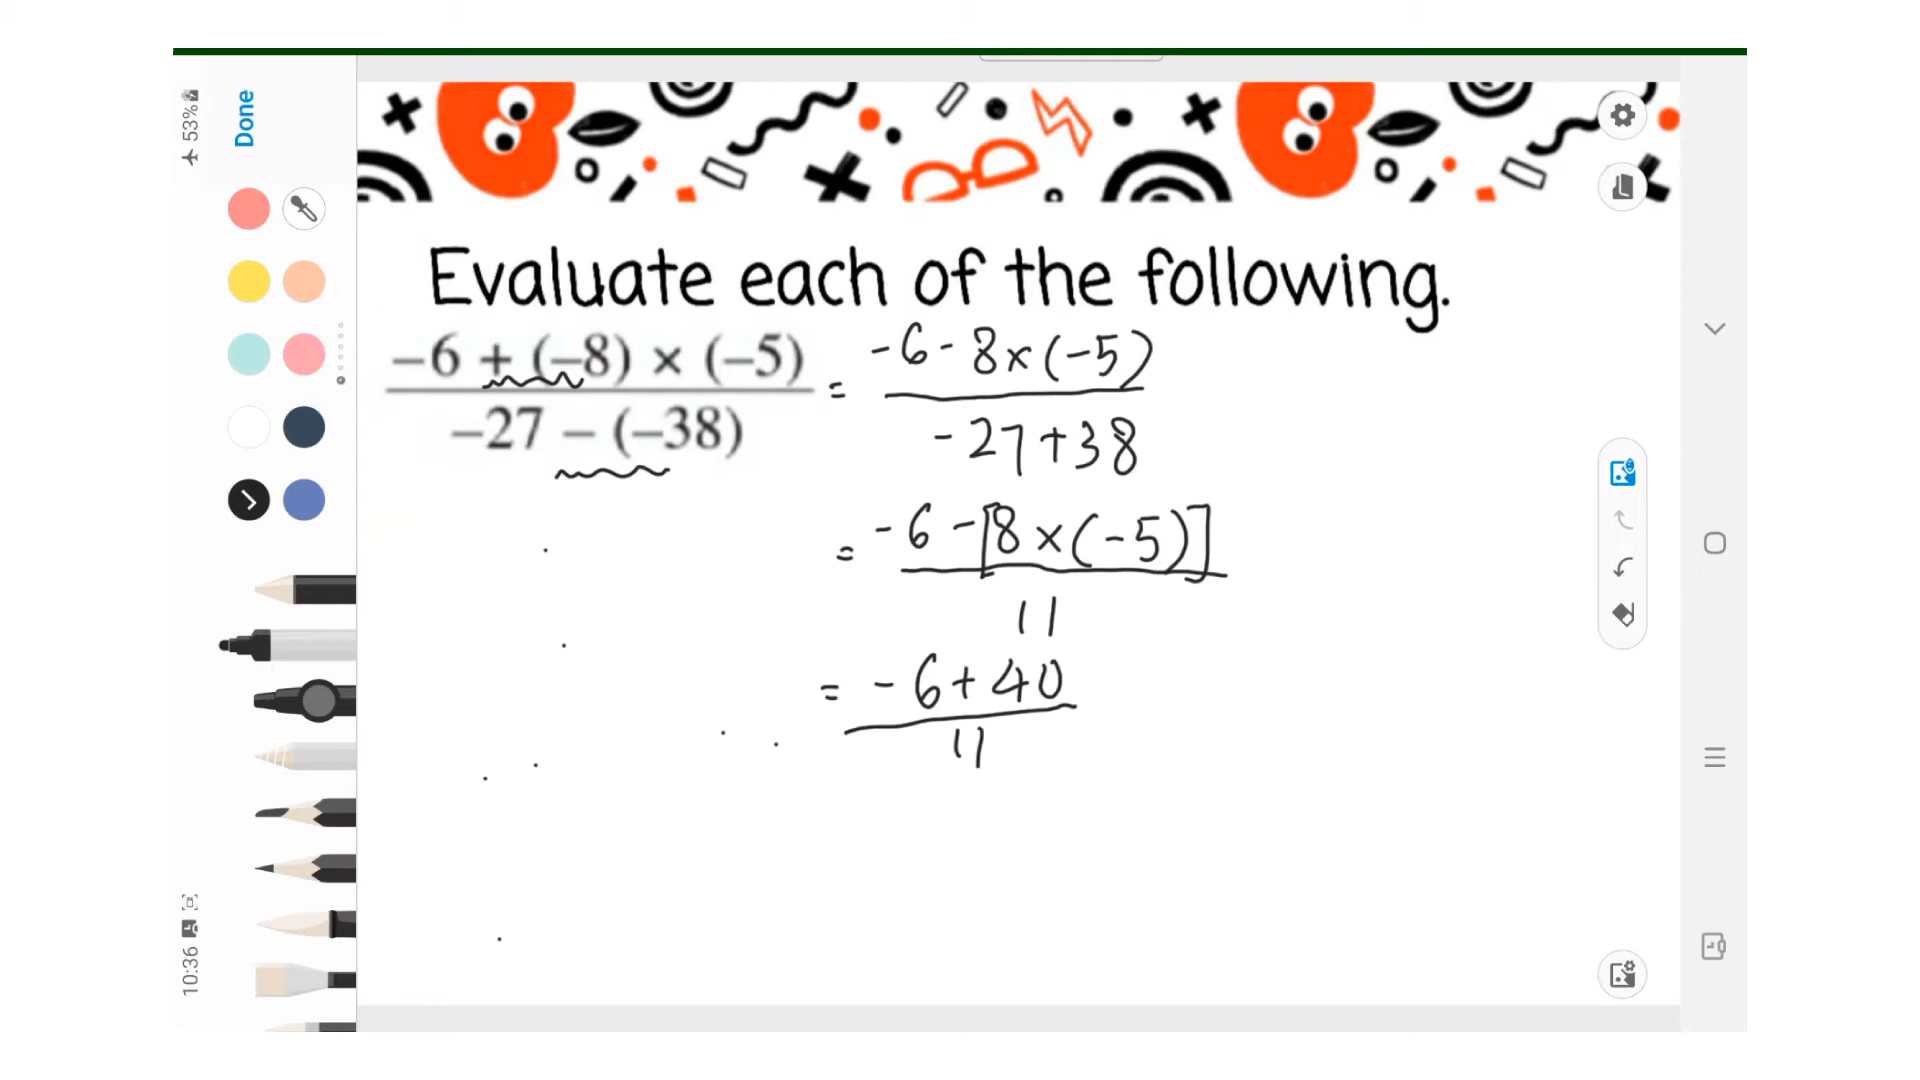 53%
Done
Evaluate each of the following.
−6 + (−8) × (−5)
−27 − (−38)
= -6 - 8 × (-5)
-27 + 38
= -6 - [8 × (-5)]
11
= -6 + 40
11
10:36